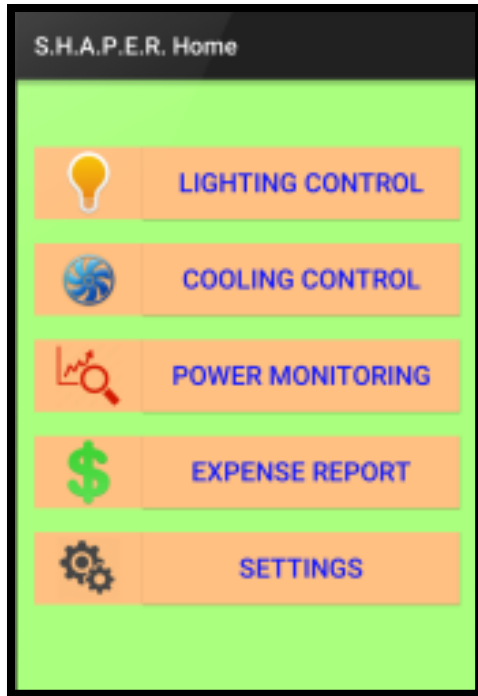 S.H.A.P.E.R. Home
LIGHTING CONTROL
COOLING CONTROL
POWER MONITORING
EXPENSE REPORT
SETTINGS